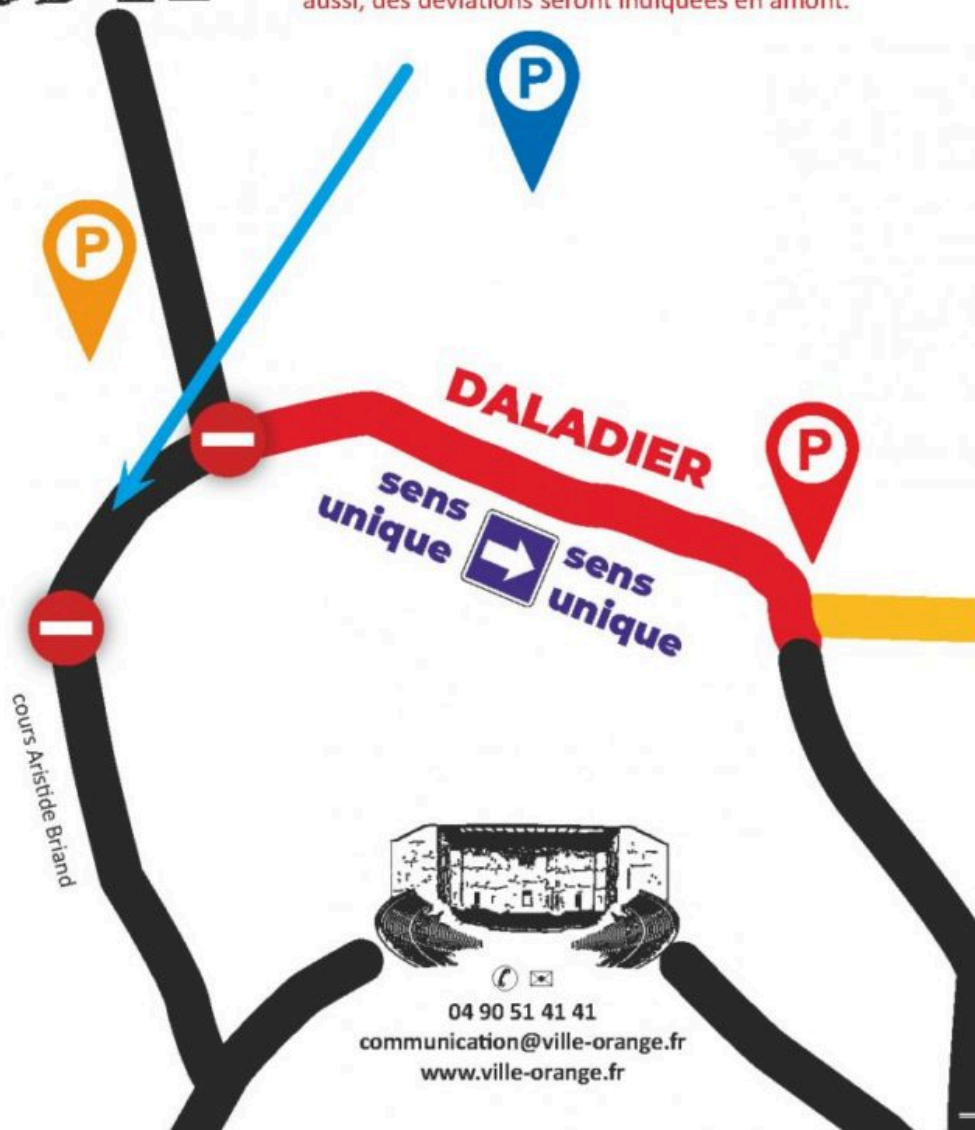 aussi, des déviations seront indiquées en amont.
P
P
DALADIER
P
sens
unique
sens
unique
cours Aristide Briand
04 90 51 41 41
communication@ville-orange.fr
www.ville-orange.fr